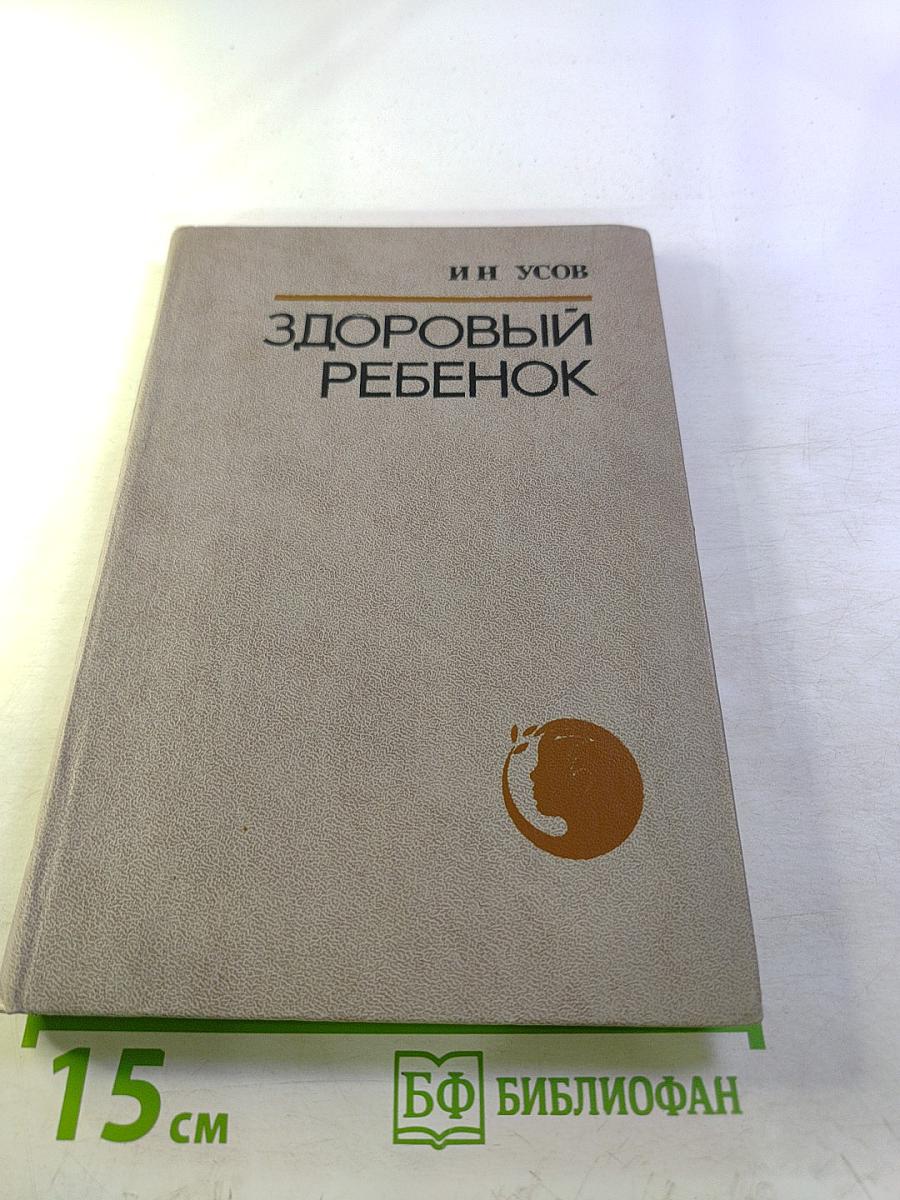 И Н УСОВ
ЗДОРОВЫЙ
РЕБЕНОК
15 см
БФ БИБЛИОФАН